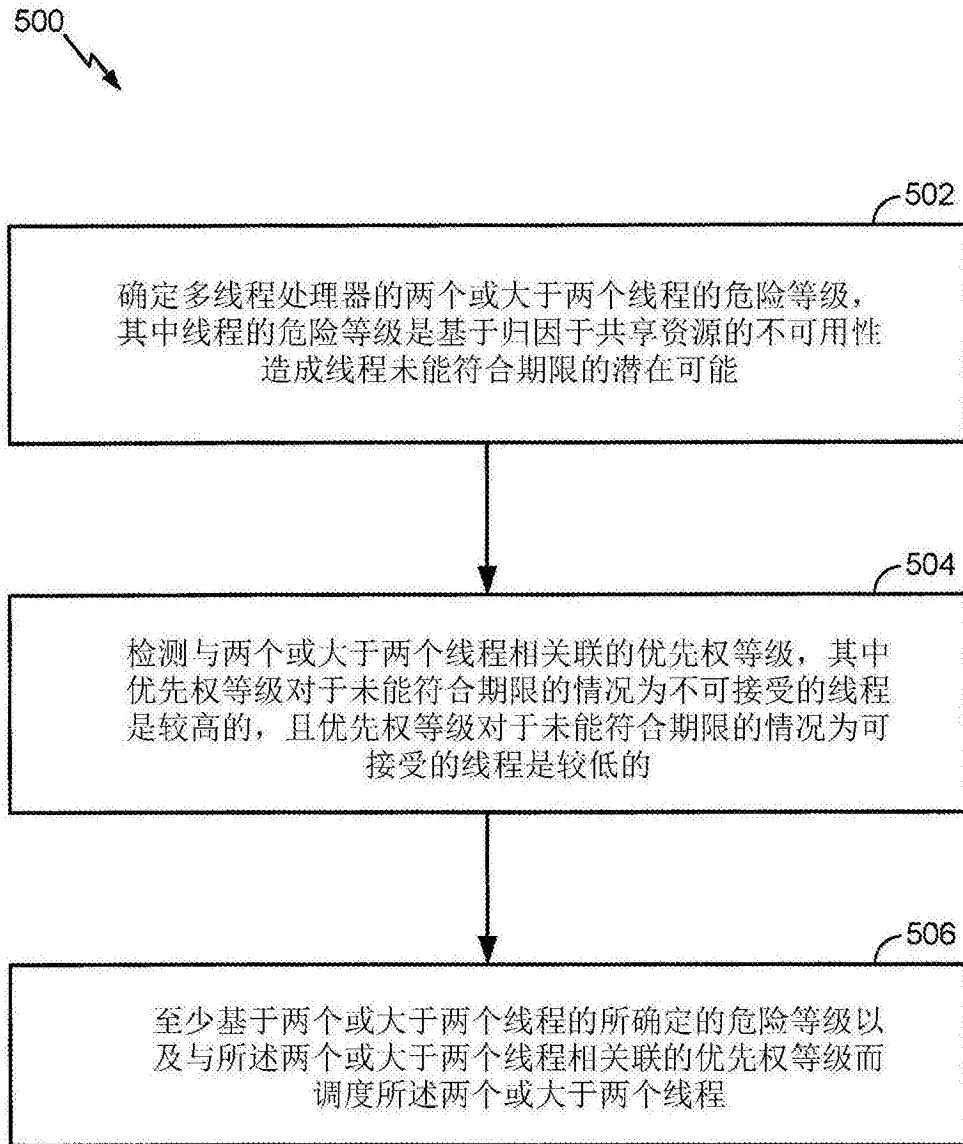 500
502
确定多线程处理器的两个或大于两个线程的危险等级，
其中线程的危险等级是基于归因于共享资源的不可用性
造成线程未能符合期限的潜在可能
504
检测与两个或大于两个线程相关联的优先权等级，其中
优先权等级对于未能符合期限的情况为不可接受的线程
是较高的，且优先权等级对于未能符合期限的情况为可
接受的线程是较低的
506
至少基于两个或大于两个线程的所确定的危险等级以
及与所述两个或大于两个线程相关联的优先权等级而
调度所述两个或大于两个线程